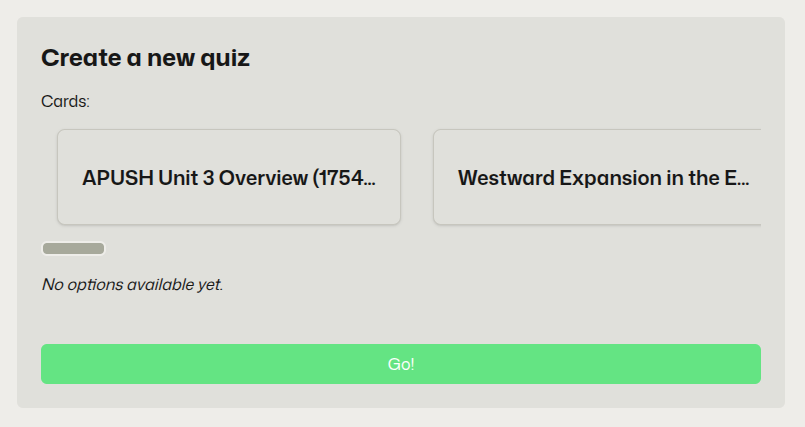 Create a new quiz
Cards:
APUSH Unit 3 Overview (1754...
Westward Expansion in the E...
No options available yet.
Go!